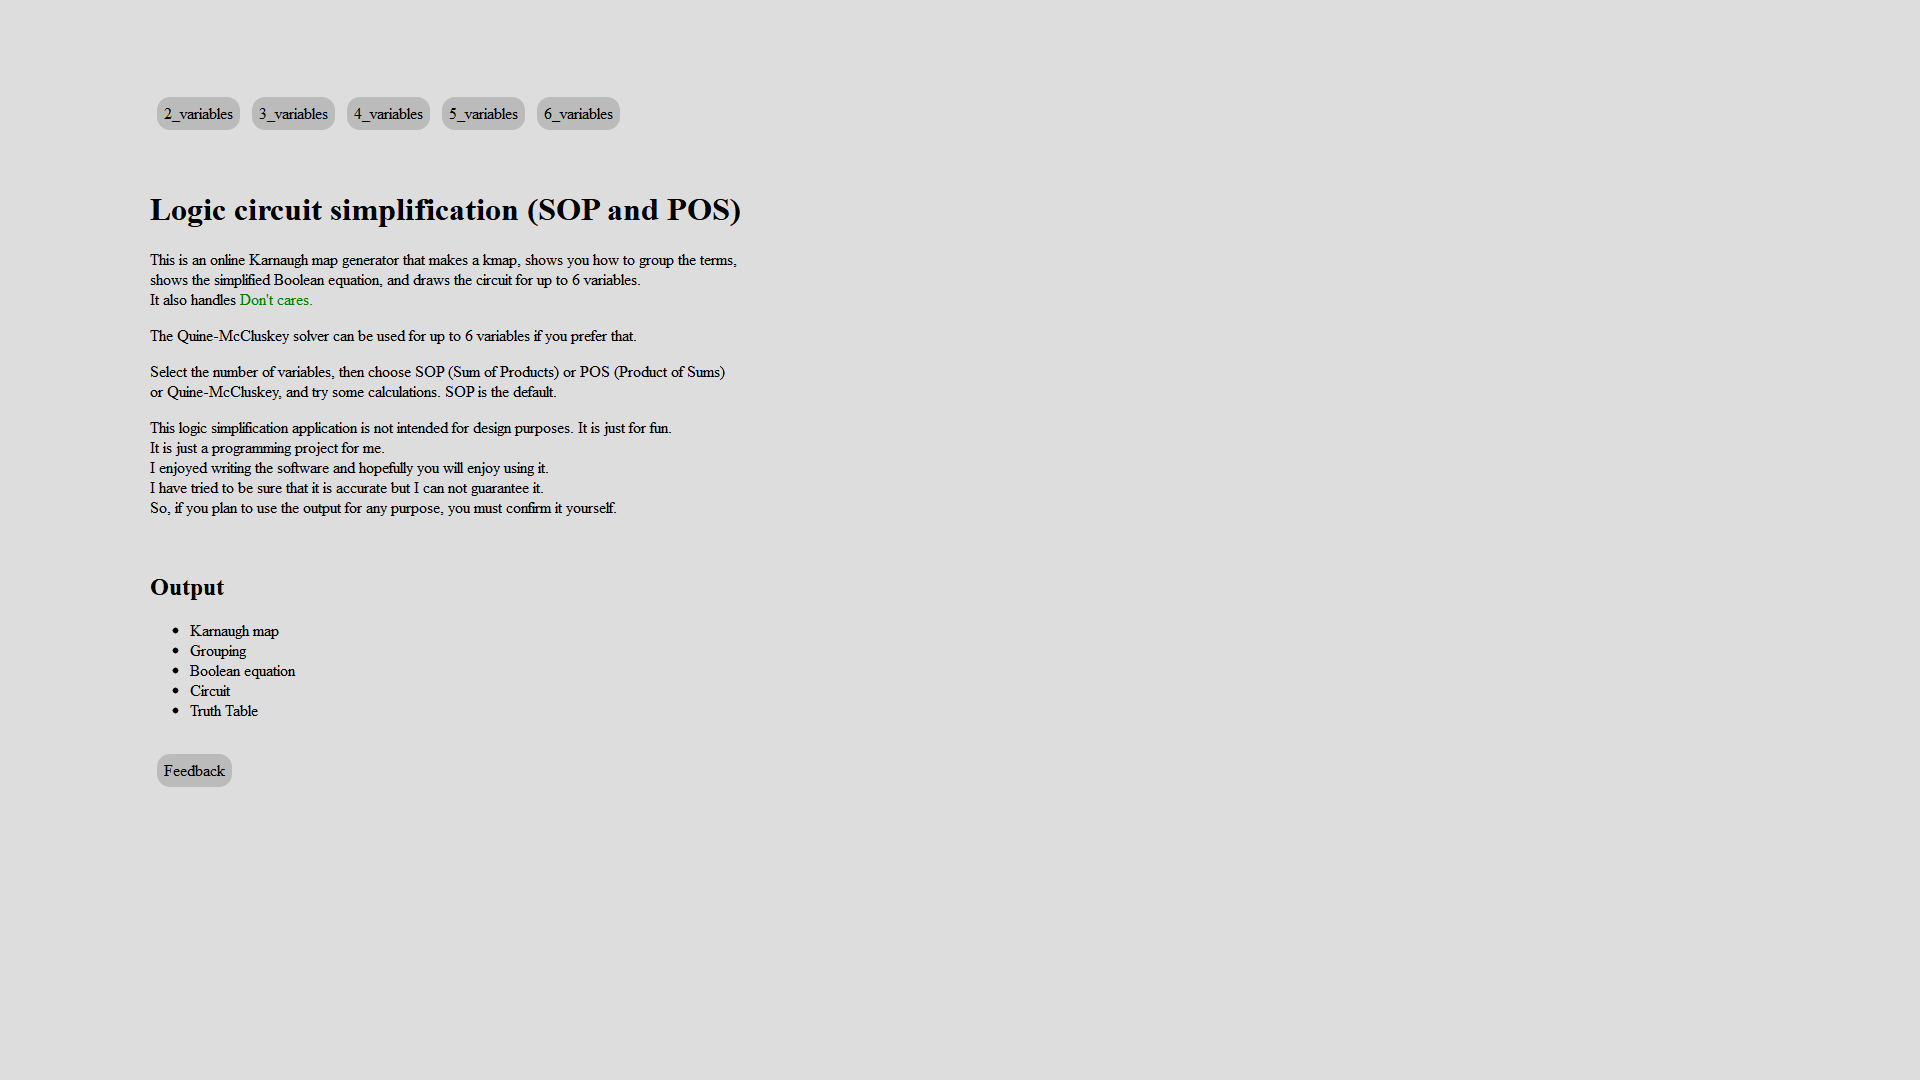 2_variables 3_variables 4_variables 5_variables 6_variables
Logic circuit simplification (SOP and POS)
This is an online Karnaugh map generator that makes a kmap, shows you how to group the terms,
shows the simplified Boolean equation, and draws the circuit for up to 6 variables.
It also handles Don't cares.
The Quine-McCluskey solver can be used for up to 6 variables if you prefer that.
Select the number of variables, then choose SOP (Sum of Products) or POS (Product of Sums)
or Quine-McCluskey, and try some calculations. SOP is the default.
This logic simplification application is not intended for design purposes. It is just for fun.
It is just a programming project for me.
I enjoyed writing the software and hopefully you will enjoy using it.
I have tried to be sure that it is accurate but I can not guarantee it.
So, if you plan to use the output for any purpose, you must confirm it yourself.
Output
• Karnaugh map
• Grouping
• Boolean equation
• Circuit
• Truth Table
Feedback